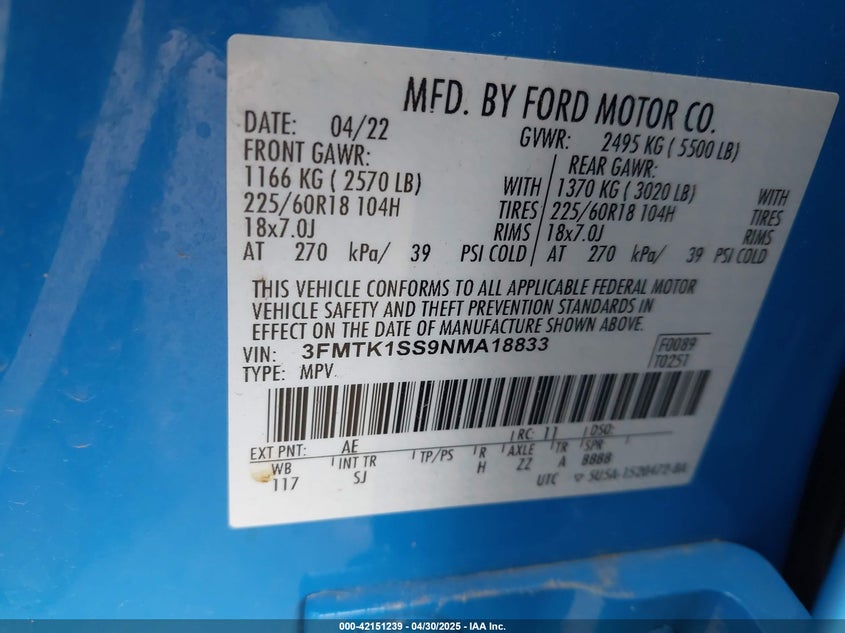 MFD. BY FORD MOTOR CO.
DATE: 04/22 GVWR: 2495 KG (5500 LB)
FRONT GAWR: REAR GAWR:
1166 KG (2570 LB) WITH 1370 KG (3020 LB) WITH
225/60R18 104H TIRES 225/60R18 104H TIRES
18x7.0J RIMS 18x7.0J RIMS
AT 270 kPa/ 39 PSI COLD AT 270 kPa/ 39 PSI COLD
THIS VEHICLE CONFORMS TO ALL APPLICABLE FEDERAL MOTOR
VEHICLE SAFETY AND THEFT PREVENTION STANDARDS IN
EFFECT ON THE DATE OF MANUFACTURE SHOWN ABOVE.
VIN: 3FMTK1SS9NMA18833 F0089
TYPE: MPV T025T
EXT PNT: AE RC: 11 DSO:
WB INT TR TP/PS R AXLE TR SPR
117 SJ H ZZ A 8888
UTC
000-42151239 - 04/30/2025 - IAA Inc.